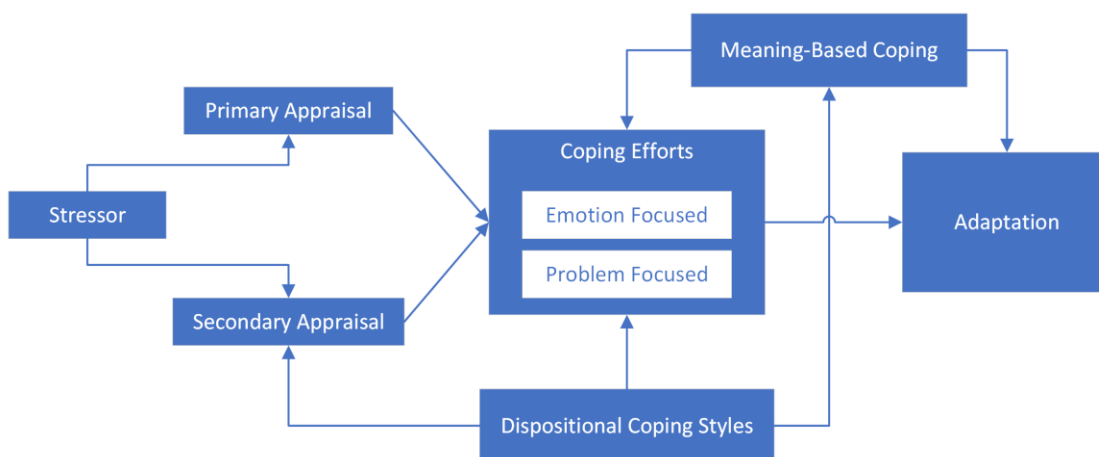 Meaning-Based Coping
Primary Appraisal
Coping Efforts
Stressor
Emotion Focused
Adaptation
Problem Focused
Secondary Appraisal
Dispositional Coping Styles